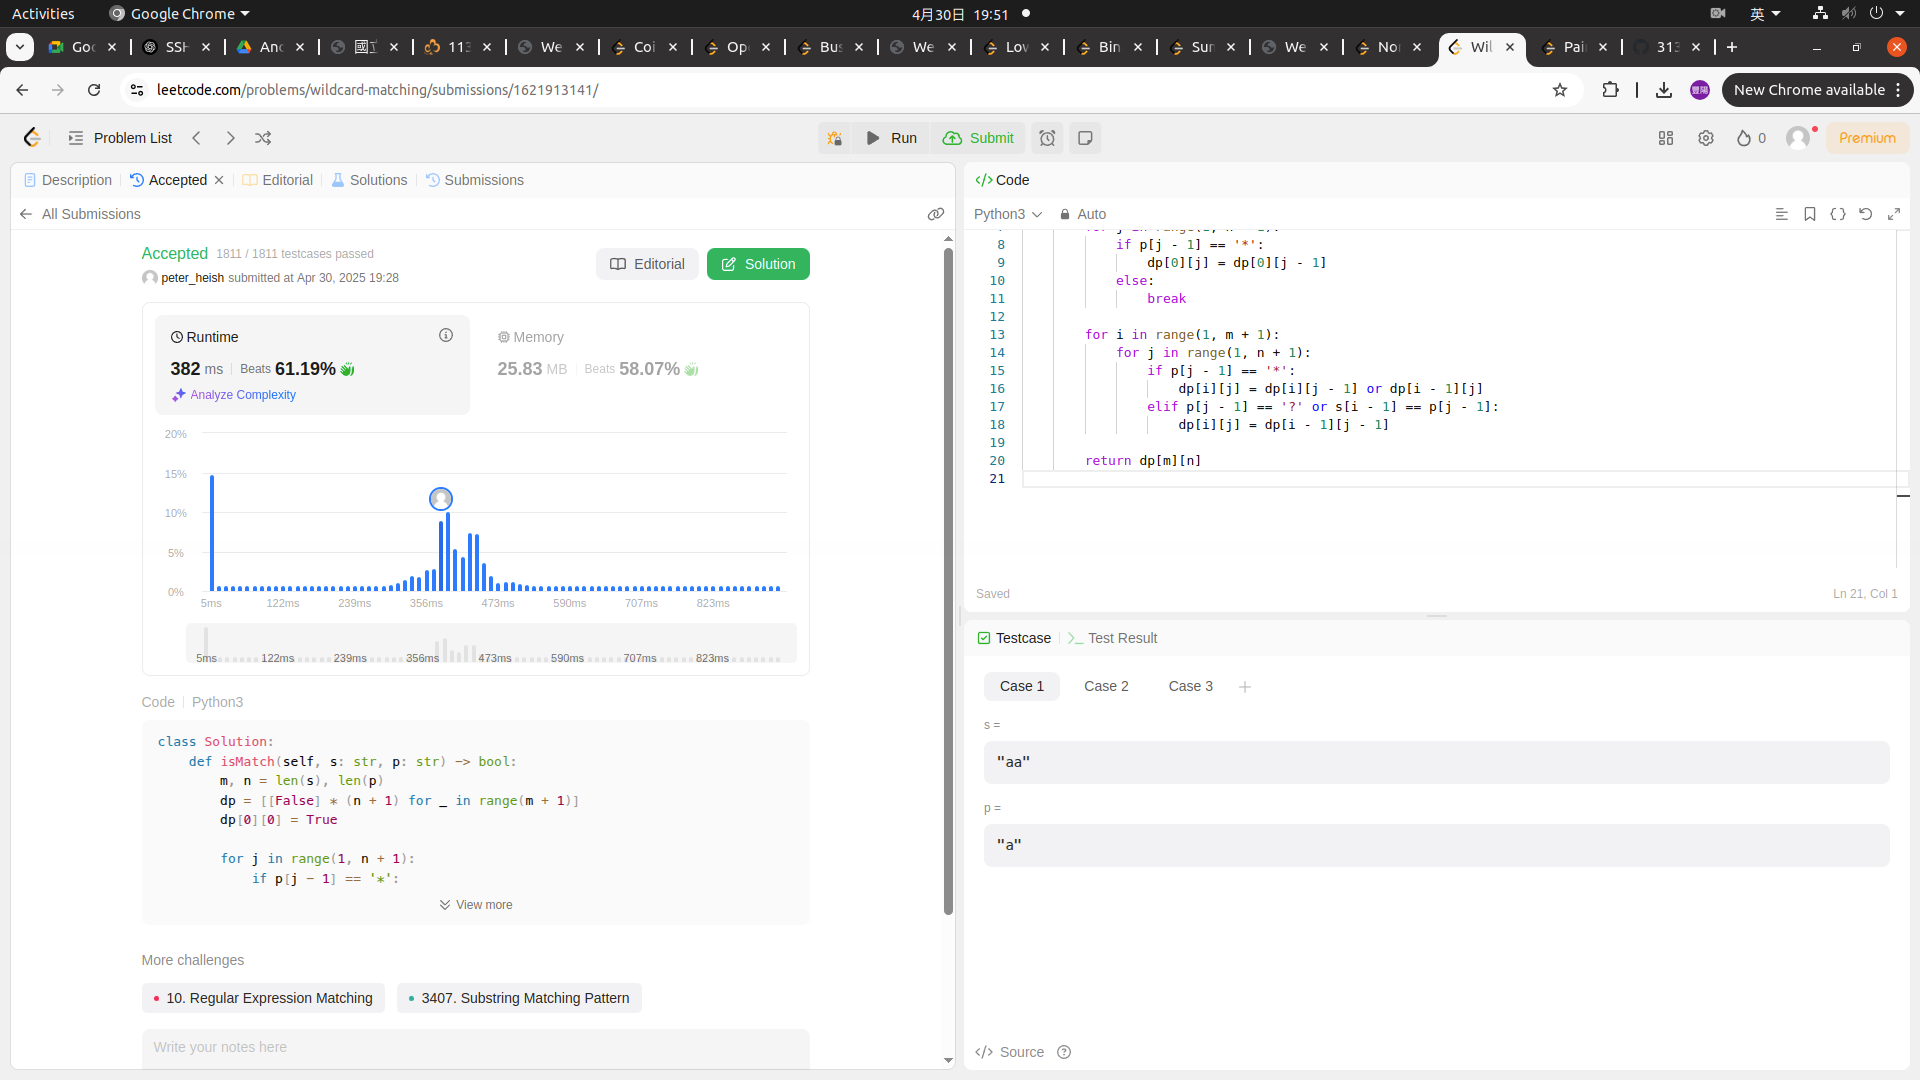 Activities
Google Chrome
4月30日 19:51
英
Goo
SSH
And
國立
113
We
Coi
Ope
Bus
We
Lov
Bin
Sun
We
Nor
Wil
Pai
313
leetcode.com/problems/wildcard-matching/submissions/1621913141/
New Chrome available
Problem List
Run
Submit
0
Premium
Description
Accepted
Editorial
Solutions
Submissions
All Submissions
Accepted 1811 / 1811 testcases passed
peter_heish submitted at Apr 30, 2025 19:28
Editorial
Solution
Runtime
382 ms Beats 61.19%
Analyze Complexity
Memory
25.83 MB Beats 58.07%
20%
15%
10%
5%
0%
5ms 122ms 239ms 356ms 473ms 590ms 707ms 823ms
5ms 122ms 239ms 356ms 473ms 590ms 707ms 823ms
Code Python3
class Solution:
def isMatch(self, s: str, p: str) -> bool:
m, n = len(s), len(p)
dp = [[False] * (n + 1) for _ in range(m + 1)]
dp[0][0] = True
for j in range(1, n + 1):
if p[j - 1] == '*':
View more
More challenges
10. Regular Expression Matching
3407. Substring Matching Pattern
Write your notes here
Code
Python3
Auto
7 for j in range(1, n + 1):
8 if p[j - 1] == '*':
9 dp[0][j] = dp[0][j - 1]
10 else:
11 break
12
13 for i in range(1, m + 1):
14 for j in range(1, n + 1):
15 if p[j - 1] == '*':
16 dp[i][j] = dp[i][j - 1] or dp[i - 1][j]
17 elif p[j - 1] == '?' or s[i - 1] == p[j - 1]:
18 dp[i][j] = dp[i - 1][j - 1]
19
20 return dp[m][n]
21
Saved
Ln 21, Col 1
Testcase
Test Result
Case 1
Case 2
Case 3
s =
"aa"
p =
"a"
Source